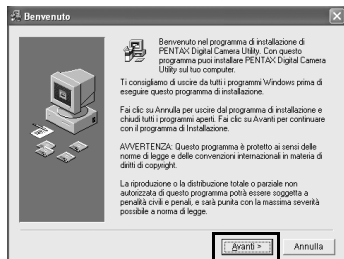 Benvenuto
Benvenuto nel programma di installazione di
PENTAX Digital Camera Utility. Con questo
programma puoi installare PENTAX Digital Camera
Utility sul tuo computer.
Ti consigliamo di uscire da tutti i programmi Windows prima di
eseguire questo programma di installazione.
Fai clic su Annulla per uscire dal programma di installazione e
chiudi tutti i programmi aperti. Fai clic su Avanti per continuare
con il programma di Installazione.
AVVERTENZA: Questo programma è protetto ai sensi delle
norme di legge e delle convenzioni internazionali in materia di
diritti di copyright.
La riproduzione o la distribuzione totale o parziale non
autorizzata di questo programma potrà essere soggetta a
penalità civili e penali, e sarà punita con la massima severità
possibile a norma di legge.
Avanti >
Annulla